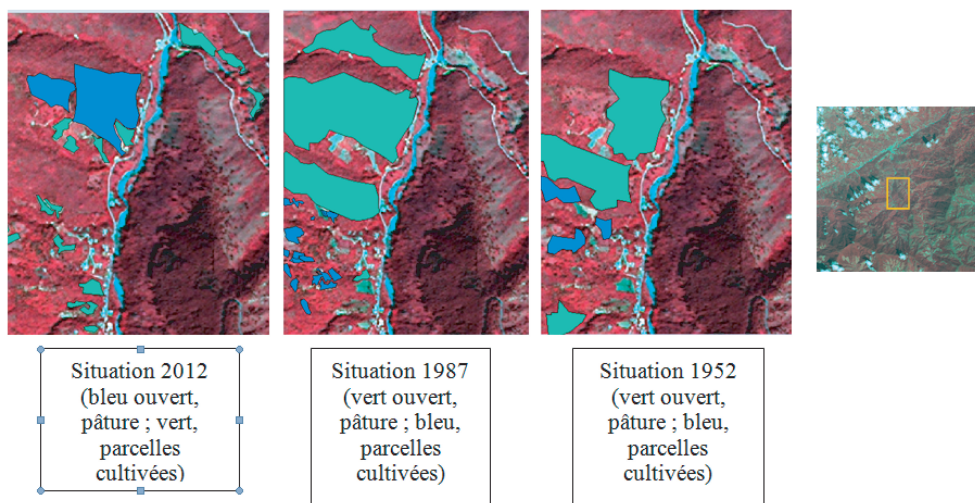 Situation 2012
(bleu ouvert,
pâture ; vert,
parcelles
cultivées)
Situation 1987
(vert ouvert,
pâture ; bleu,
parcelles
cultivées)
Situation 1952
(vert ouvert,
pâture ; bleu,
parcelles
cultivées)